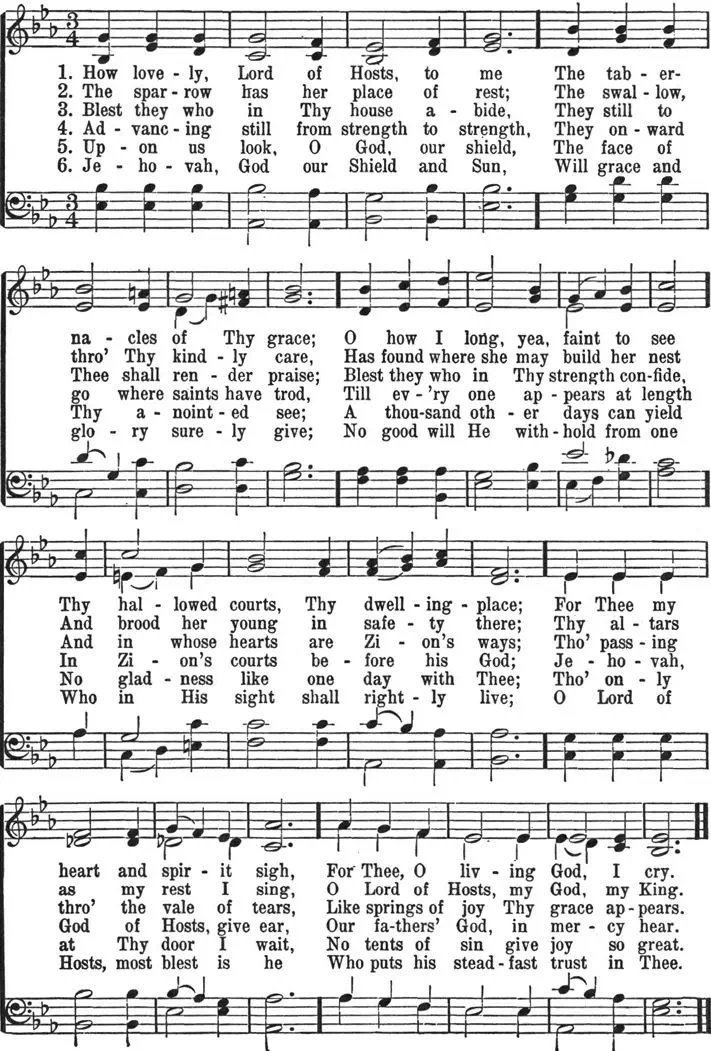 1. How love - ly, Lord of Hosts, to me The tab - er-
2. The spar - row has her place of rest; The swal - low,
3. Blest they who in Thy house a - bide, They still to
4. Ad - vanc - ing still from strength to strength, They on - ward
5. Up - on us look, O God, our shield, The face of
6. Je - ho - vah, God our Shield and Sun, Will grace and
na - cles of Thy grace; O how I long, yea, faint to see
thro' Thy kind - ly care, Has found where she may build her nest
Thee shall ren - der praise; Blest they who in Thy strength con-fide,
go where saints have trod, Till ev - 'ry one ap - pears at length
Thy a - noint - ed see; A thou-sand oth - er days can yield
glo - ry sure - ly give; No good will He with-hold from one
Thy hal - lowed courts, Thy dwell - ing - place; For Thee my
And brood her young in safe - ty there; Thy al - tars
And in whose hearts are Zi - on's ways; Tho' pass - ing
In Zi - on's courts be - fore his God; Je - ho - vah,
No glad - ness like one day with Thee; Tho' on - ly
Who in His sight shall right - ly live; O Lord of
heart and spir - it sigh, For Thee, O liv - ing God, I cry.
as my rest I sing, O Lord of Hosts, my God, my King.
thro' the vale of tears, Like springs of joy Thy grace ap-pears.
God of Hosts, give ear, Our fa-thers' God, in mer - cy hear.
at Thy door I wait, No tents of sin give joy so great.
Hosts, most blest is he Who puts his stead-fast trust in Thee.